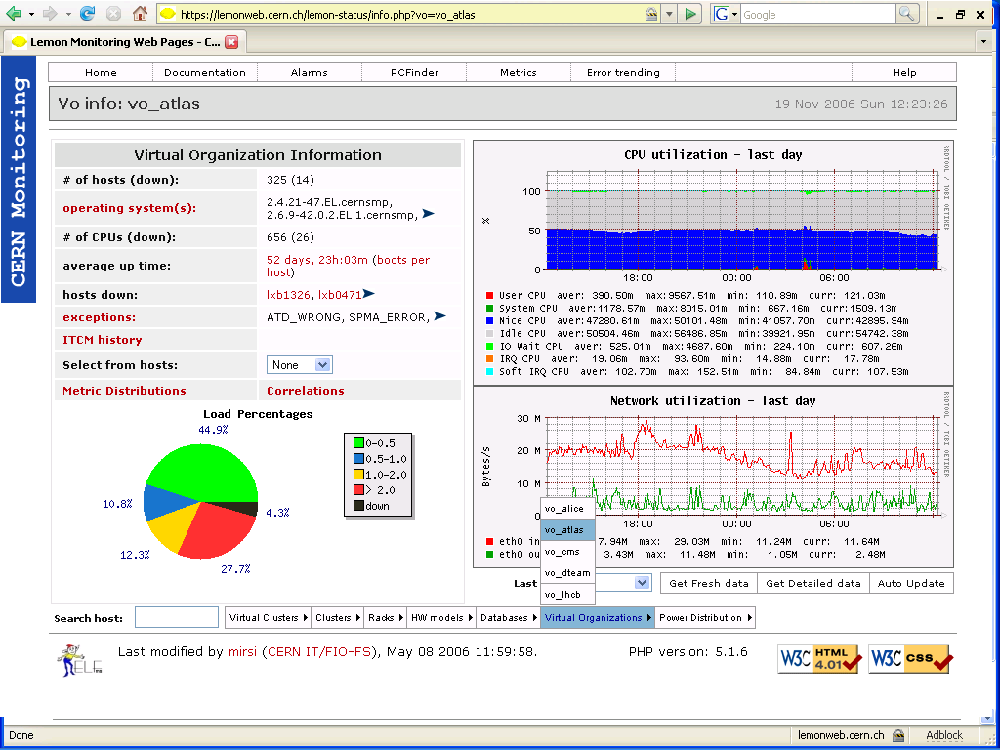 https://lemonweb.cern.ch/lemon-status/info.php?vo=vo_atlas
G
Google
Lemon Monitoring Web Pages - C...
CERN Monitoring
Home Documentation Alarms PCFinder Metrics Error trending Help
Vo info: vo_atlas 19 Nov 2006 Sun 12:23:26
Virtual Organization Information
# of hosts (down): 325 (14)
operating system(s): 2.4.21-47.EL.cernsmp,
2.6.9-42.0.2.EL.1.cernsmp,
# of CPUs (down): 656 (26)
average up time: 52 days, 23h:03m (boots per
host)
hosts down: lxb1326, lxb0471
exceptions: ATD_WRONG, SPMA_ERROR,
ITCM history
Select from hosts: None
Metric Distributions Correlations
Load Percentages
44.9%
10.8%
12.3%
27.7%
4.3%
0-0.5
0.5-1.0
1.0-2.0
> 2.0
down
CPU utilization - last day
RRDTOOL / TOBI OETIKER
100
50
0
%
18:00 00:00 06:00
User CPU aver: 390.50m max:9567.51m min: 110.89m curr: 121.03m
System CPU aver:1178.57m max:8015.01m min: 667.16m curr:1509.13m
Nice CPU aver:47280.61m max:50101.48m min:41057.70m curr:42895.94m
Idle CPU aver:50504.46m max:56486.85m min:39921.95m curr:54742.38m
IO Wait CPU aver: 525.01m max:4687.60m min: 224.10m curr: 607.26m
IRQ CPU aver: 19.06m max: 93.60m min: 14.88m curr: 17.78m
Soft IRQ CPU aver: 102.70m max: 152.51m min: 84.84m curr: 107.53m
Network utilization - last day
RRDTOOL / TOBI OETIKER
Bytes/s
30 M
20 M
10 M
0
18:00 00:00 06:00
eth0 in 7.94M max: 29.03M min: 11.24M curr: 11.64M
eth0 ou 3.43M max: 11.48M min: 1.05M curr: 2.48M
vo_alice
vo_atlas
vo_cms
vo_dteam
vo_lhcb
Last Get Fresh data Get Detailed data Auto Update
Search host: Virtual Clusters Clusters Racks HW models Databases Virtual Organizations Power Distribution
ELFms
Last modified by mirsi (CERN IT/FIO-FS), May 08 2006 11:59:58. PHP version: 5.1.6
W3C HTML 4.01
W3C css
Done lemonweb.cern.ch Adblock